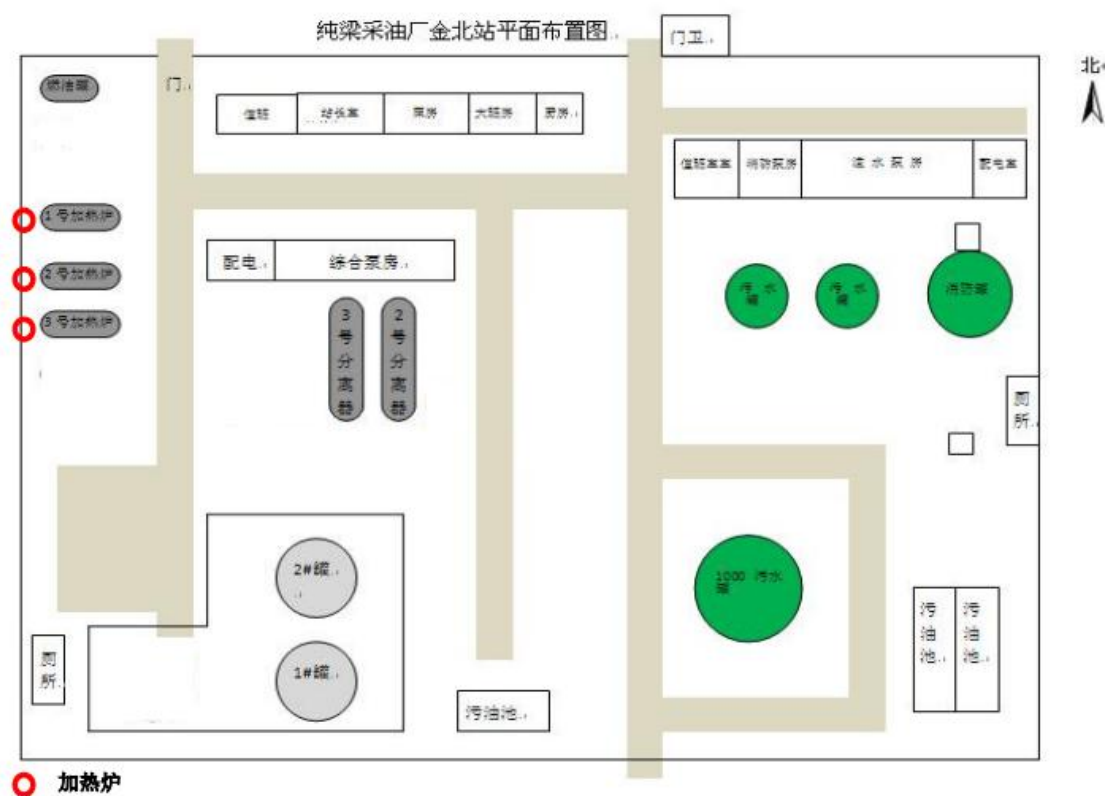 纯梁采油厂金北站平面布置图
门卫
北
燃油罐
门
值班
站长室
泵房
大班房
厨房
值班室
消防泵房
注水泵房
配电室
1号加热炉
2号加热炉
3号加热炉
配电
综合泵房
3号分离器
2号分离器
污水罐
污水罐
消防罐
厕所
2#罐
1#罐
1000 污水罐
污油池
污油池
厕所
污油池
加热炉